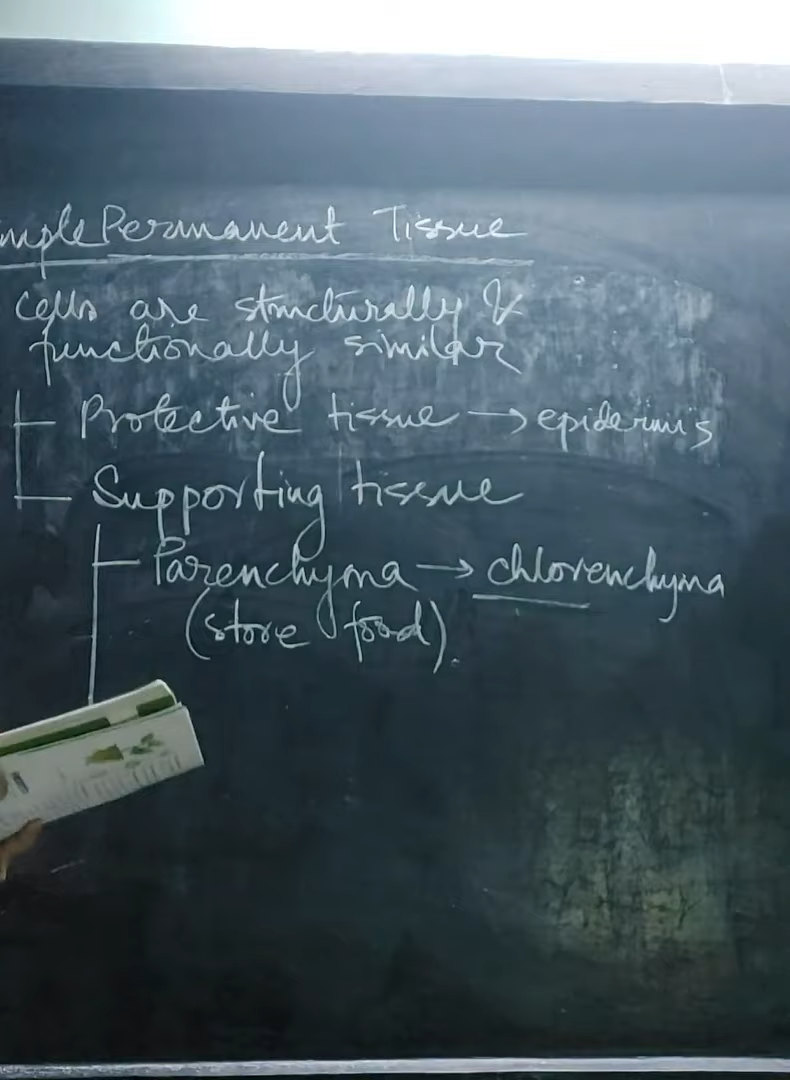 mple Permanent Tissue
cells are structurally &
functionally similar
Protective tissue → epidermis
Supporting tissue
Parenchyma → chlorenchyma
(store food).